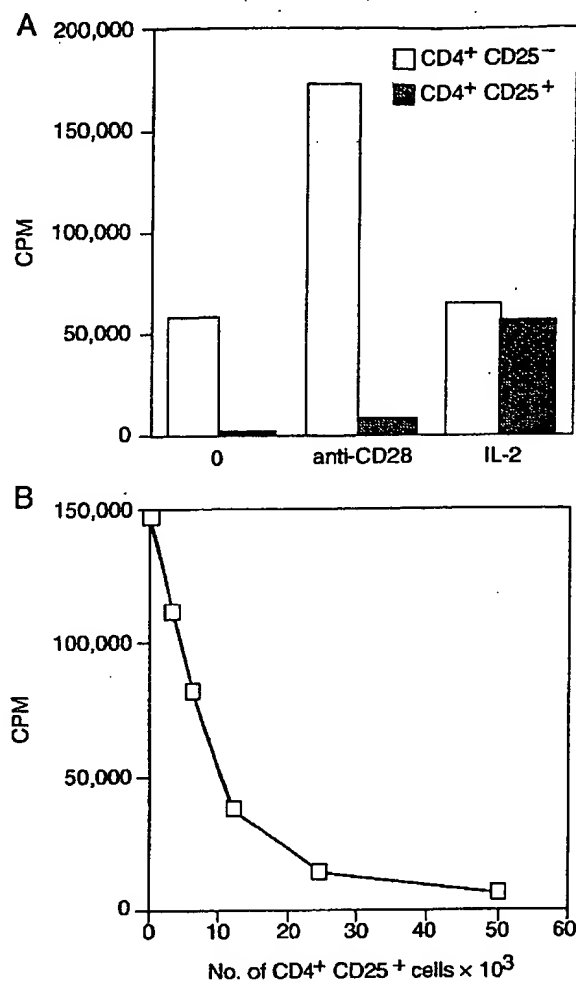 A
200,000
150,000
100,000
50,000
0
CPM
CD4+ CD25−
CD4+ CD25+
0 anti-CD28 IL-2
B
150,000
100,000
50,000
0
CPM
0 10 20 30 40 50 60
No. of CD4+ CD25+ cells × 10³